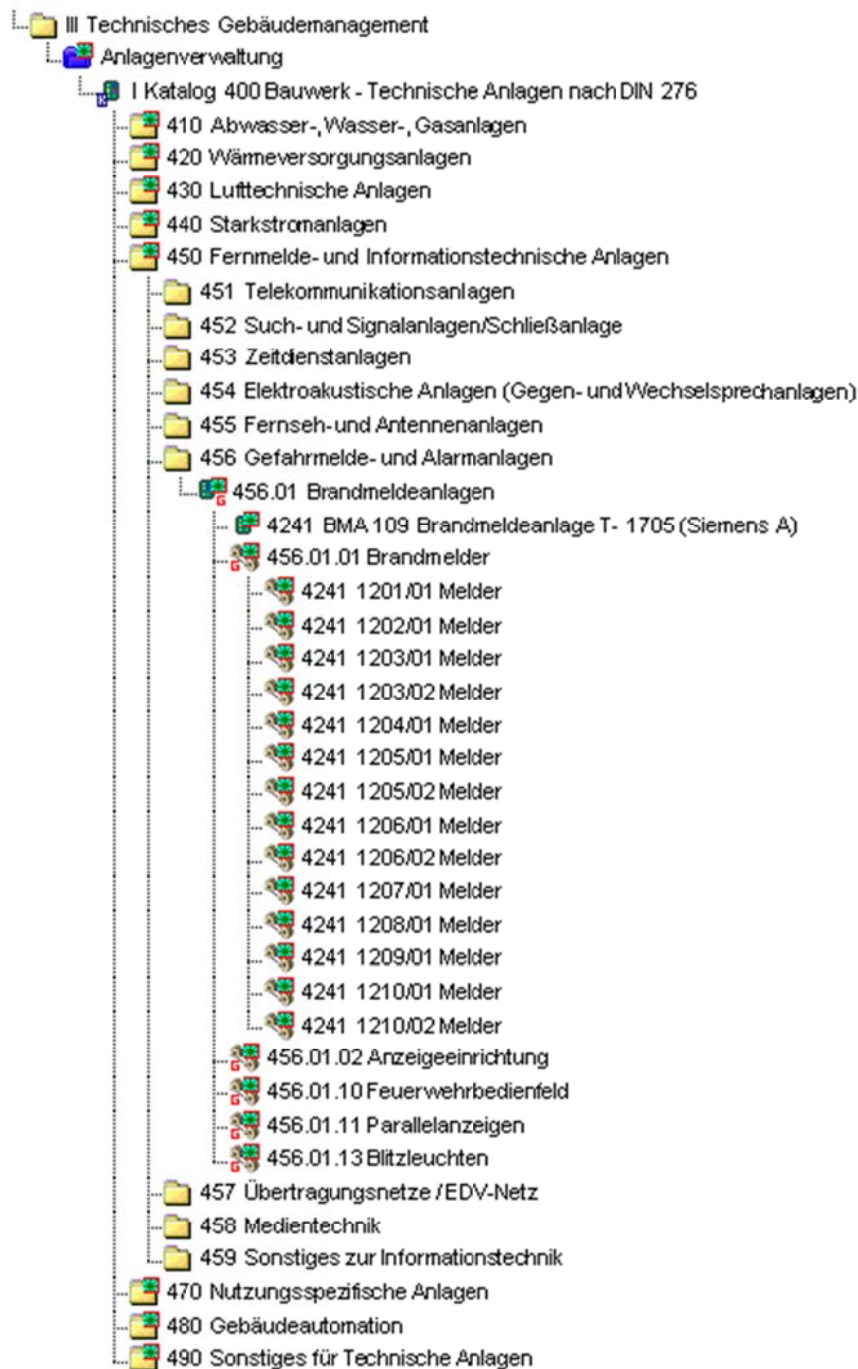 III Technisches Gebäudemanagement
Anlagenverwaltung
I Katalog 400 Bauwerk - Technische Anlagen nach DIN 276
410 Abwasser-, Wasser-, Gasanlagen
420 Wärmeversorgungsanlagen
430 Lufttechnische Anlagen
440 Starkstromanlagen
450 Fernmelde- und Informationstechnische Anlagen
451 Telekommunikationsanlagen
452 Such- und Signalanlagen/Schließanlage
453 Zeitdienstanlagen
454 Elektroakustische Anlagen (Gegen- und Wechselsprechanlagen)
455 Fernseh- und Antennenanlagen
456 Gefahrmelde- und Alarmanlagen
456.01 Brandmeldeanlagen
4241 BMA 109 Brandmeldeanlage T- 1705 (Siemens A)
456.01.01 Brandmelder
4241 1201/01 Melder
4241 1202/01 Melder
4241 1203/01 Melder
4241 1203/02 Melder
4241 1204/01 Melder
4241 1205/01 Melder
4241 1205/02 Melder
4241 1206/01 Melder
4241 1206/02 Melder
4241 1207/01 Melder
4241 1208/01 Melder
4241 1209/01 Melder
4241 1210/01 Melder
4241 1210/02 Melder
456.01.02 Anzeigeeinrichtung
456.01.10 Feuerwehrbedienfeld
456.01.11 Parallelanzeigen
456.01.13 Blitzleuchten
457 Übertragungsnetze / EDV-Netz
458 Medientechnik
459 Sonstiges zur Informationstechnik
470 Nutzungsspezifische Anlagen
480 Gebäudeautomation
490 Sonstiges für Technische Anlagen